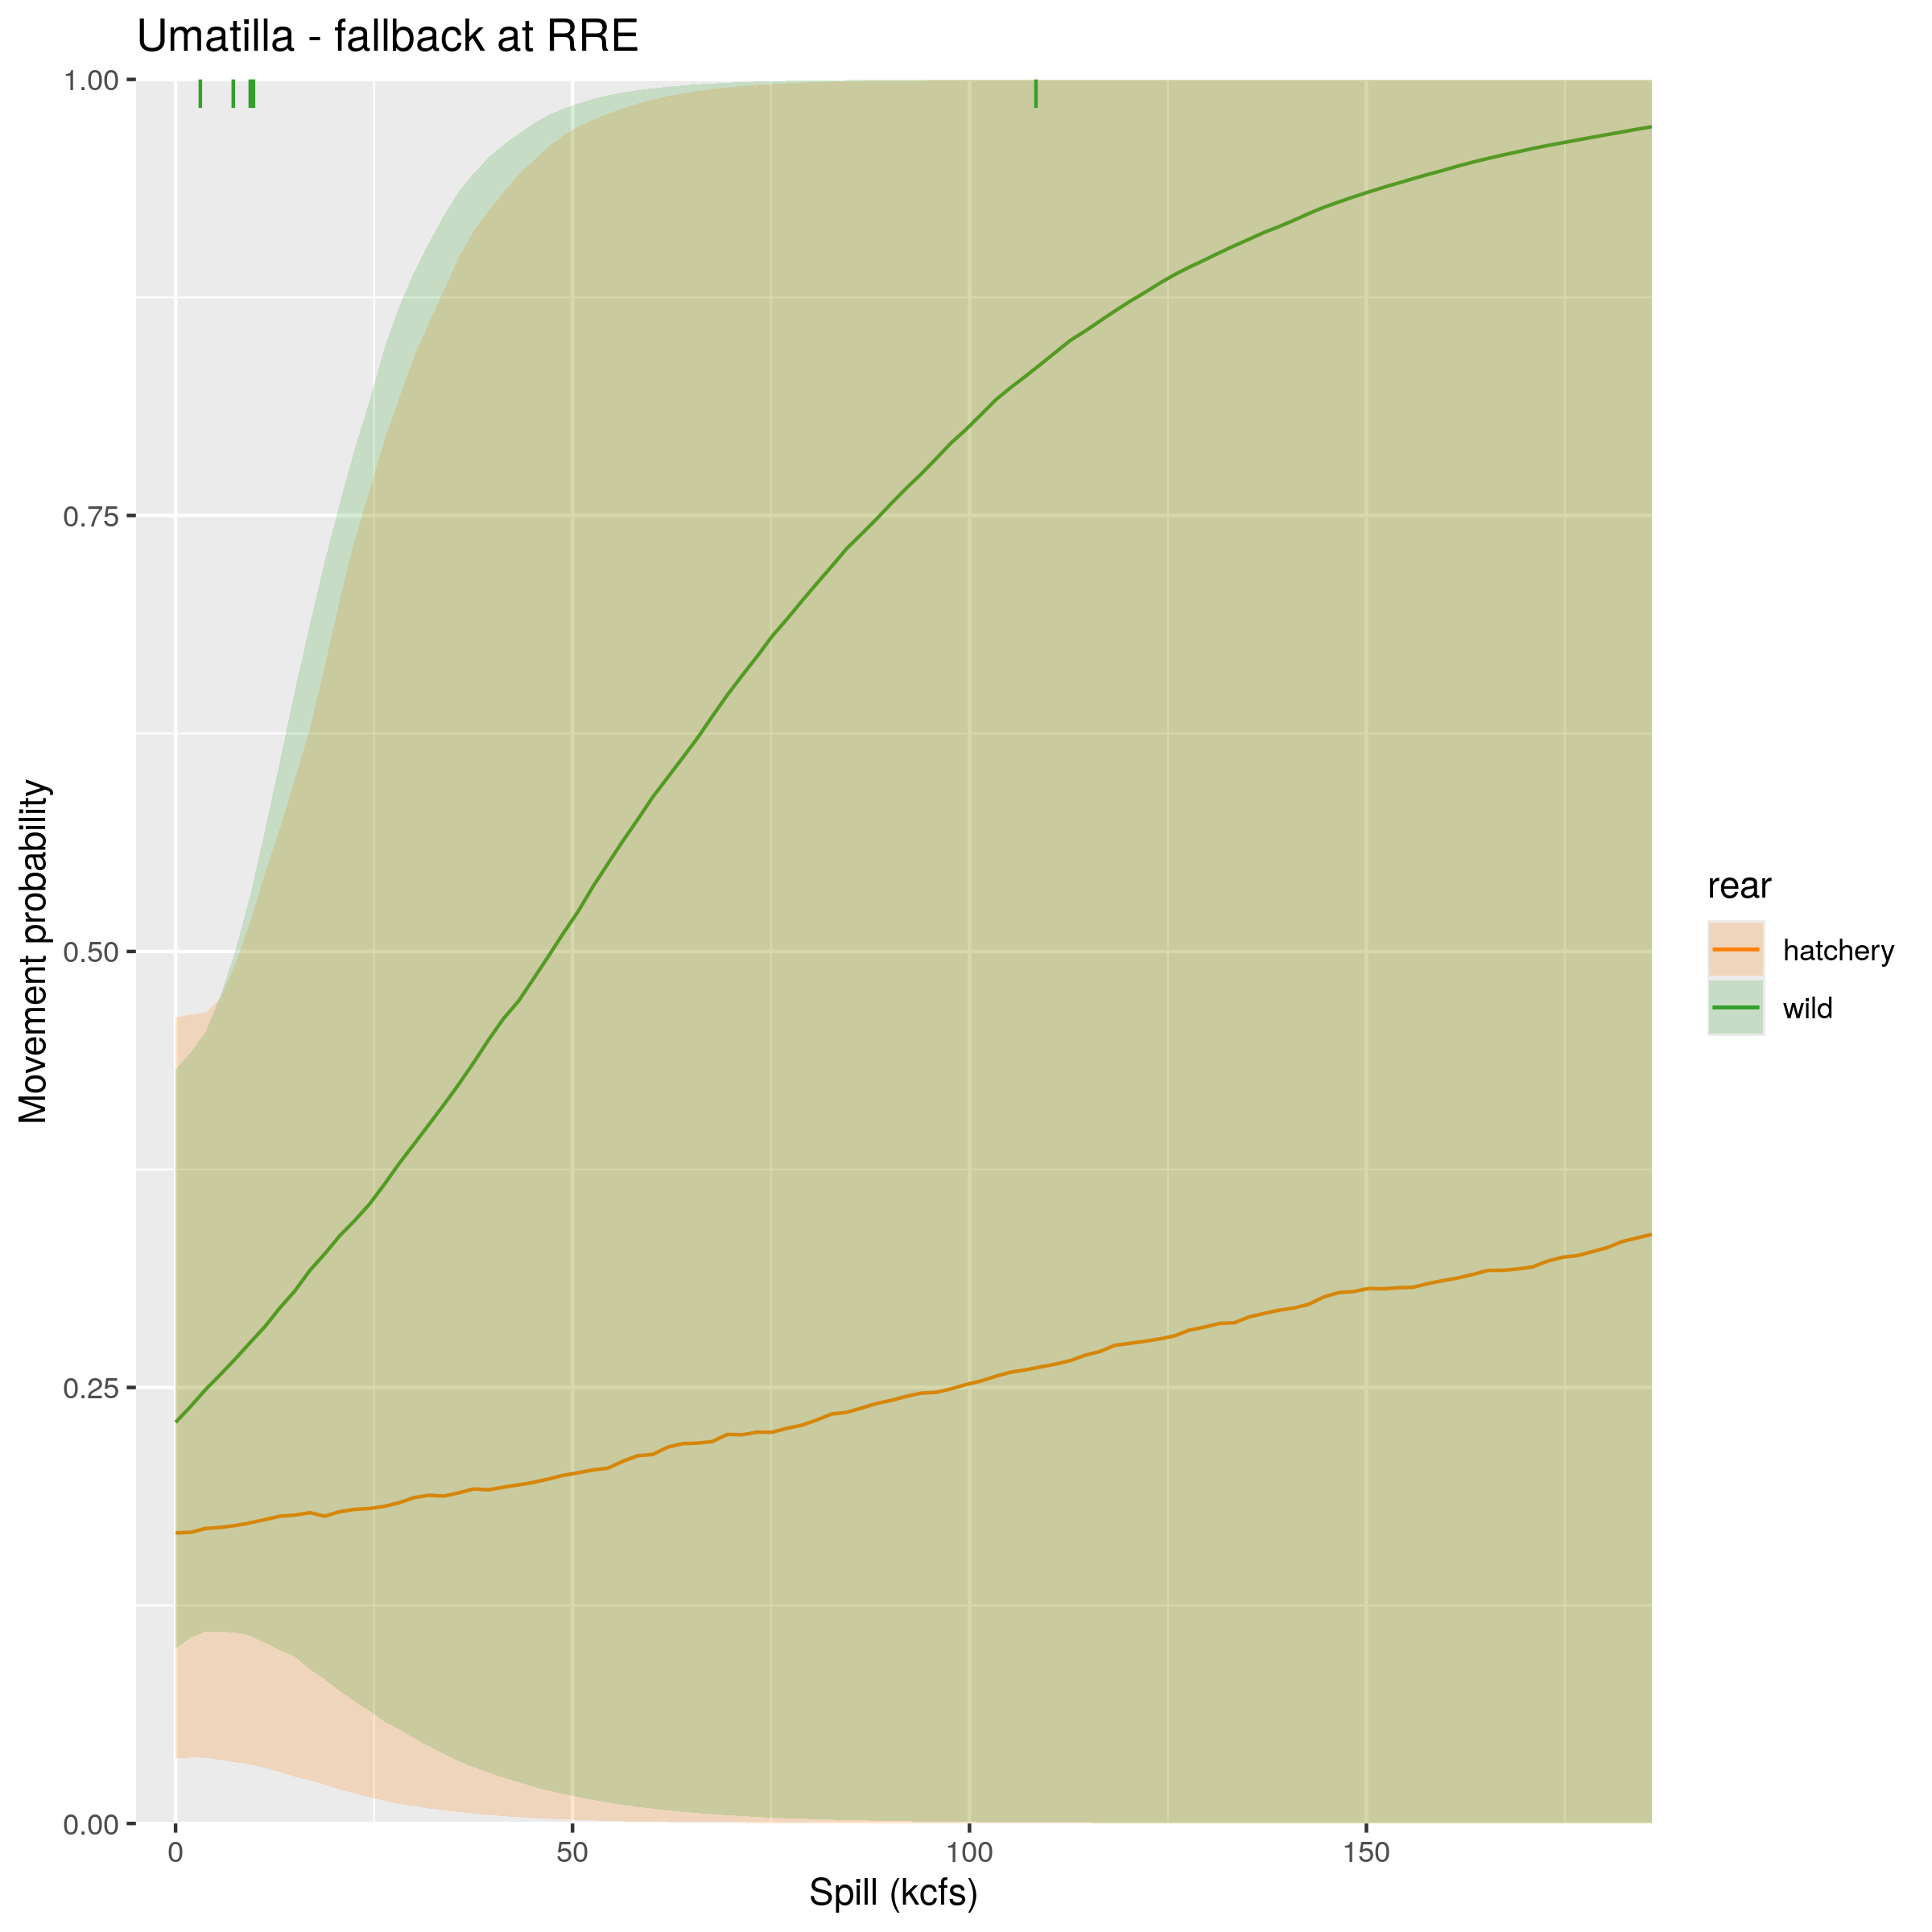 Umatilla - fallback at RRE
1.00
0.75
0.50
0.25
0.00
Movement probability
0 50 100 150
Spill (kcfs)
rear
hatchery
wild